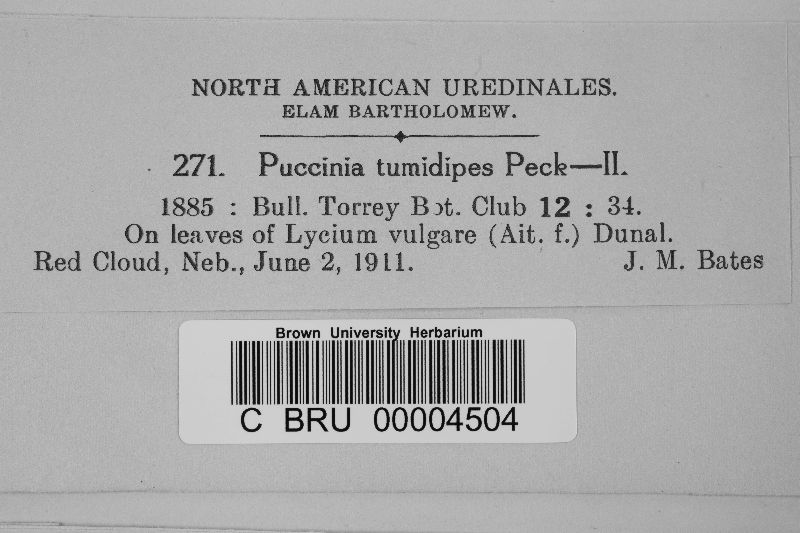 NORTH AMERICAN UREDINALES.
ELAM BARTHOLOMEW.
271. Puccinia tumidipes Peck—II.
1885 : Bull. Torrey Bot. Club 12 : 34.
On leaves of Lycium vulgare (Ait. f.) Dunal.
Red Cloud, Neb., June 2, 1911. J. M. Bates
Brown University Herbarium
C BRU 00004504